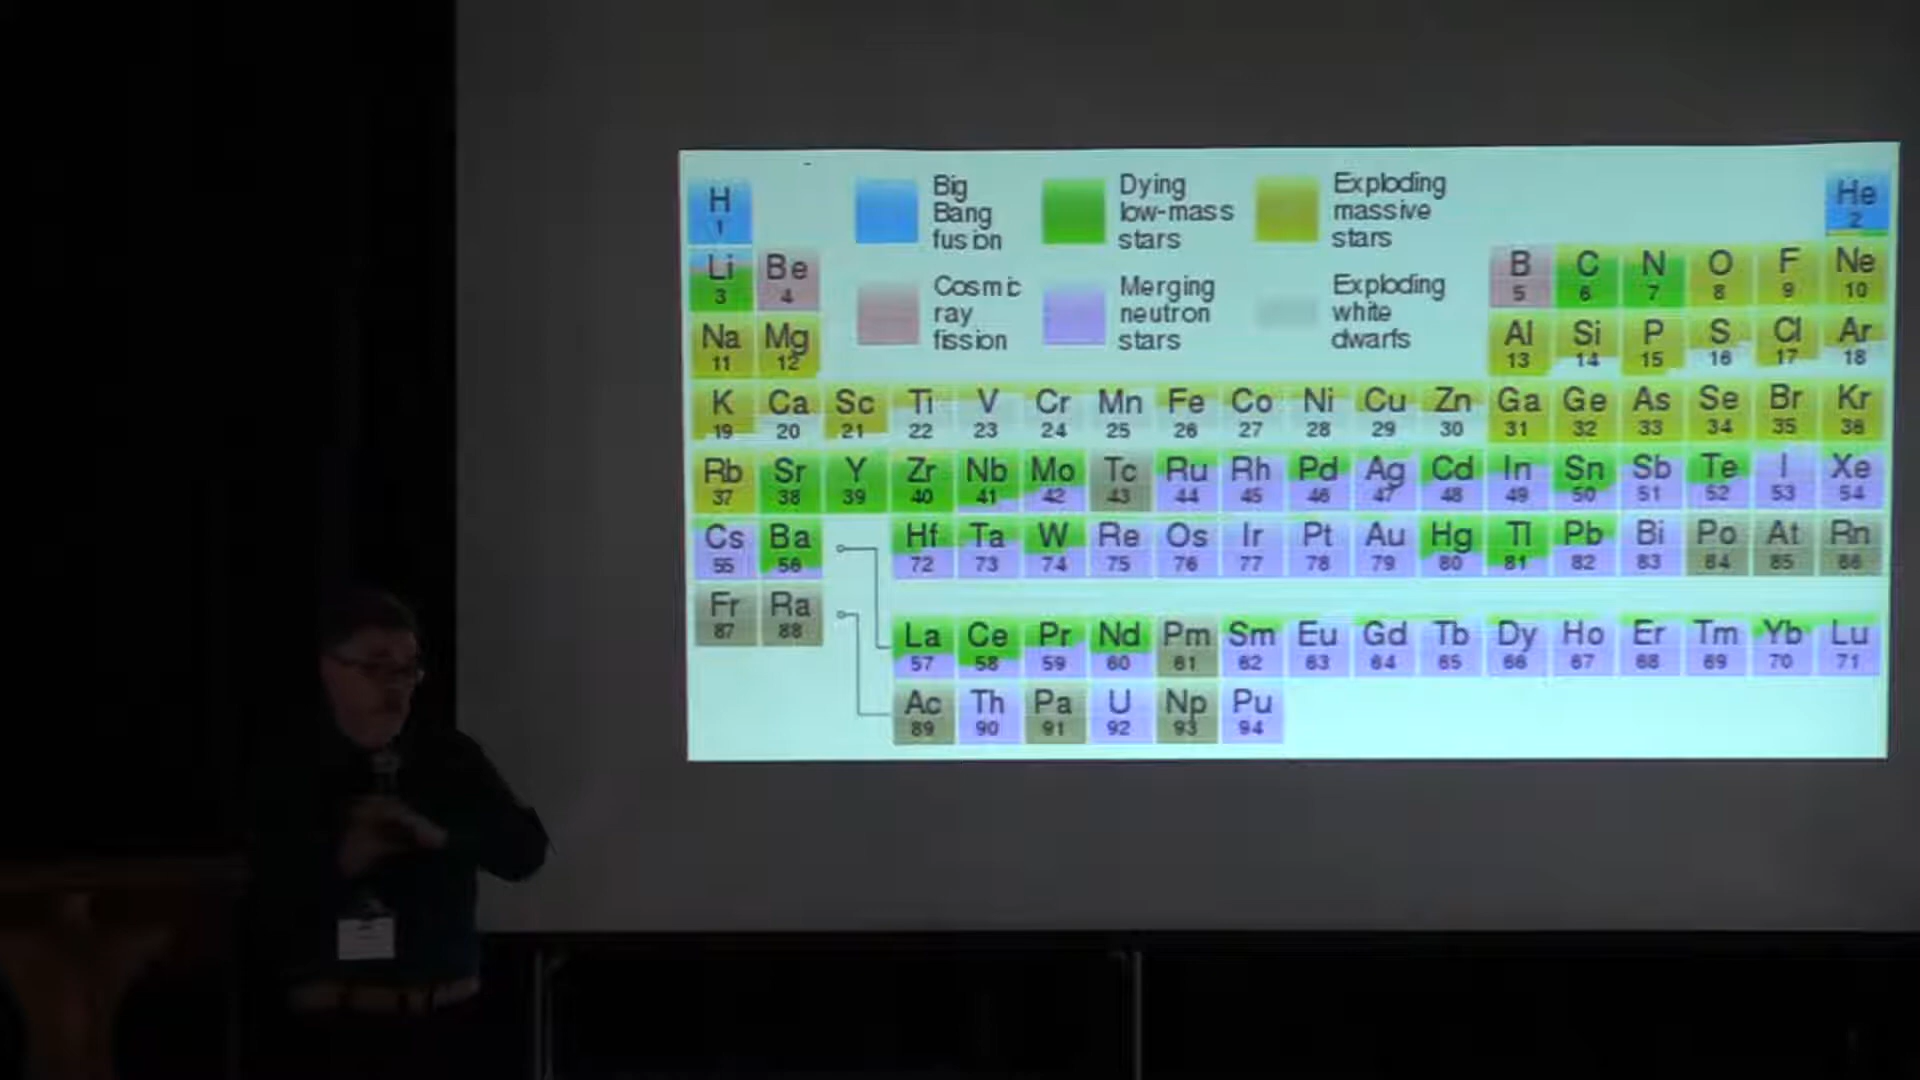 H
1
Big
Bang
fusion
Dying
low-mass
stars
Exploding
massive
stars
He
2
Li
3
Be
4
Cosmic
ray
fission
Merging
neutron
stars
Exploding
white
dwarfs
B C N O F Ne
5 6 7 8 9 10
Na Mg
11 12
Al Si P S Cl Ar
13 14 15 16 17 18
K Ca Sc Ti V Cr Mn Fe Co Ni Cu Zn Ga Ge As Se Br Kr
19 20 21 22 23 24 25 26 27 28 29 30 31 32 33 34 35 36
Rb Sr Y Zr Nb Mo Tc Ru Rh Pd Ag Cd In Sn Sb Te I Xe
37 38 39 40 41 42 43 44 45 46 47 48 49 50 51 52 53 54
Cs Ba Hf Ta W Re Os Ir Pt Au Hg Tl Pb Bi Po At Rn
55 56 72 73 74 75 76 77 78 79 80 81 82 83 84 85 86
Fr Ra
87 88
La Ce Pr Nd Pm Sm Eu Gd Tb Dy Ho Er Tm Yb Lu
57 58 59 60 61 62 63 64 65 66 67 68 69 70 71
Ac Th Pa U Np Pu
89 90 91 92 93 94